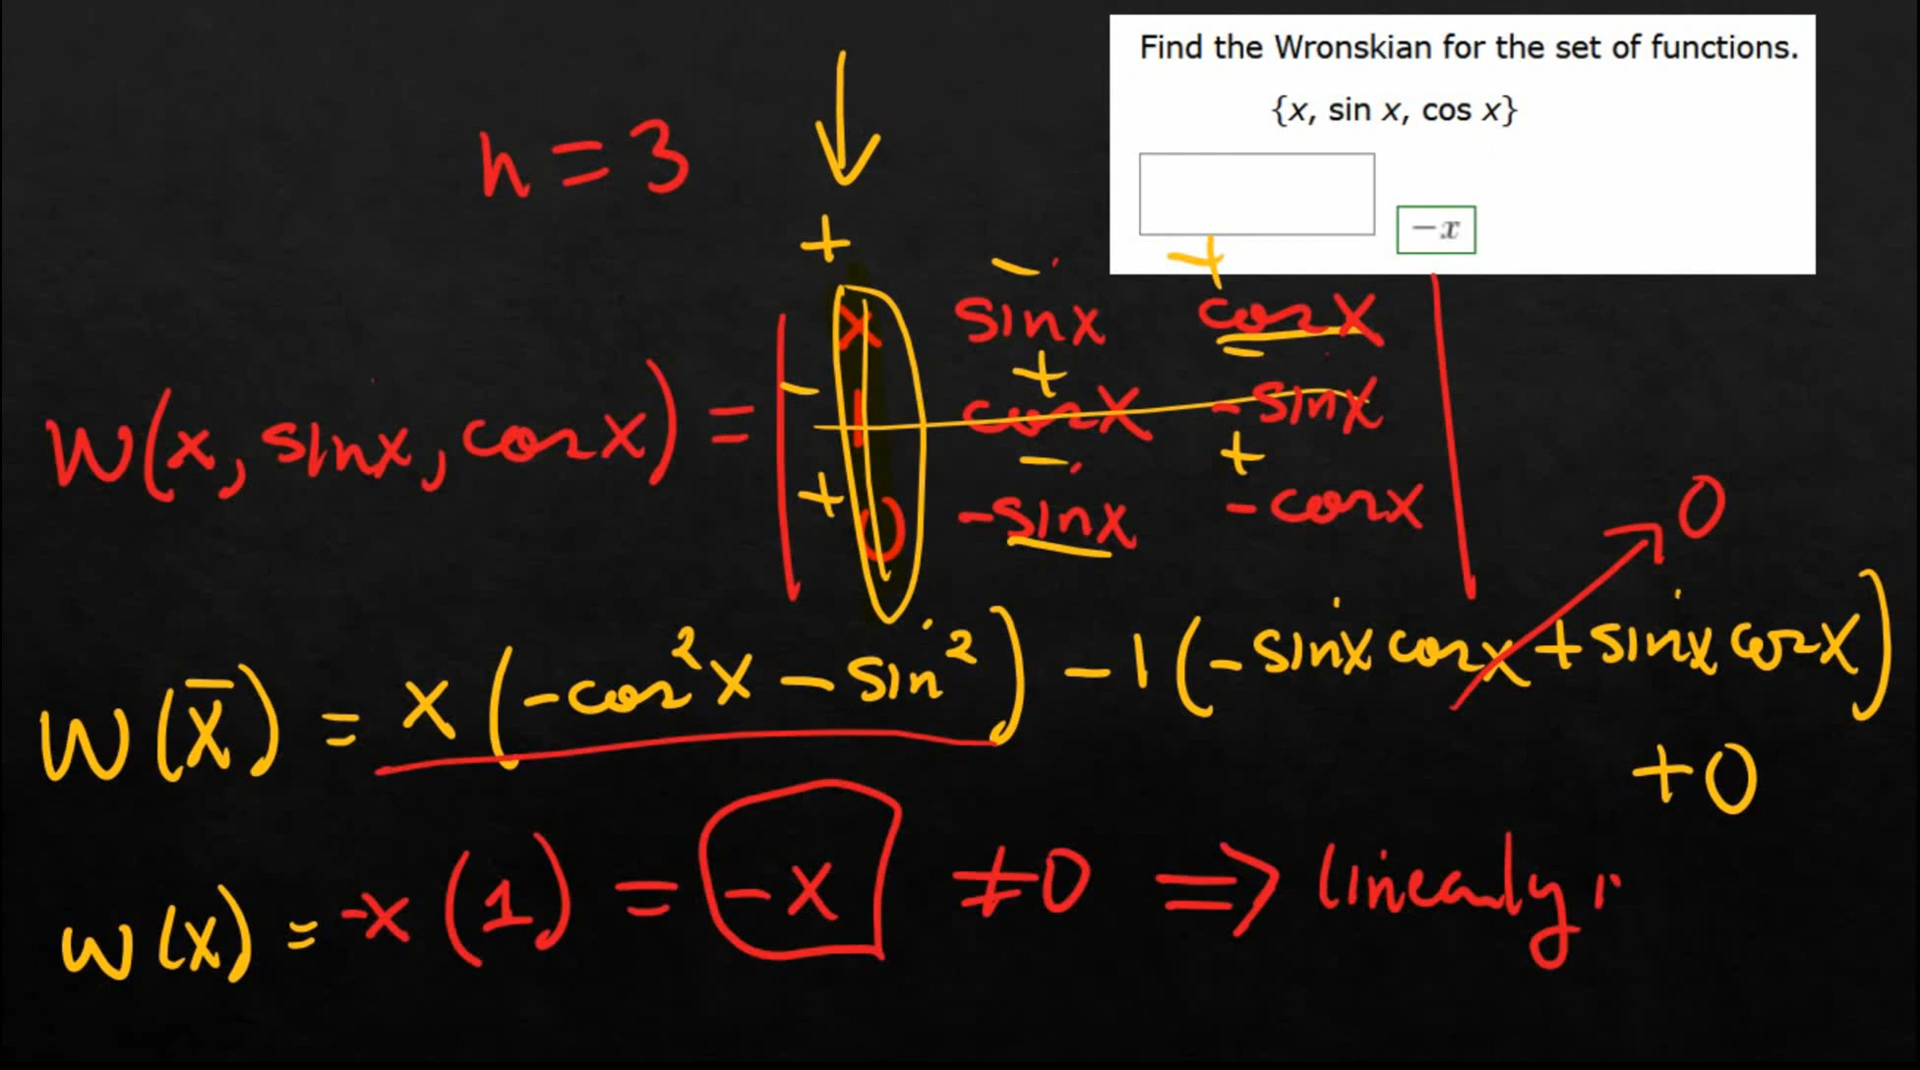 Find the Wronskian for the set of functions.
{x, sin x, cos x}
−x
n = 3
+ − +
W(x, sinx, cosx) = | x sinx cosx |
− +
| 1 cosx -sinx |
+ − +
| 0 -sinx -cosx |
0
W(x̄) = x(-cos²x - sin²) - 1(-sinx cosx + sinx cosx)
+0
W(x) = -x(1) = -x ≠ 0 ⇒ linearly